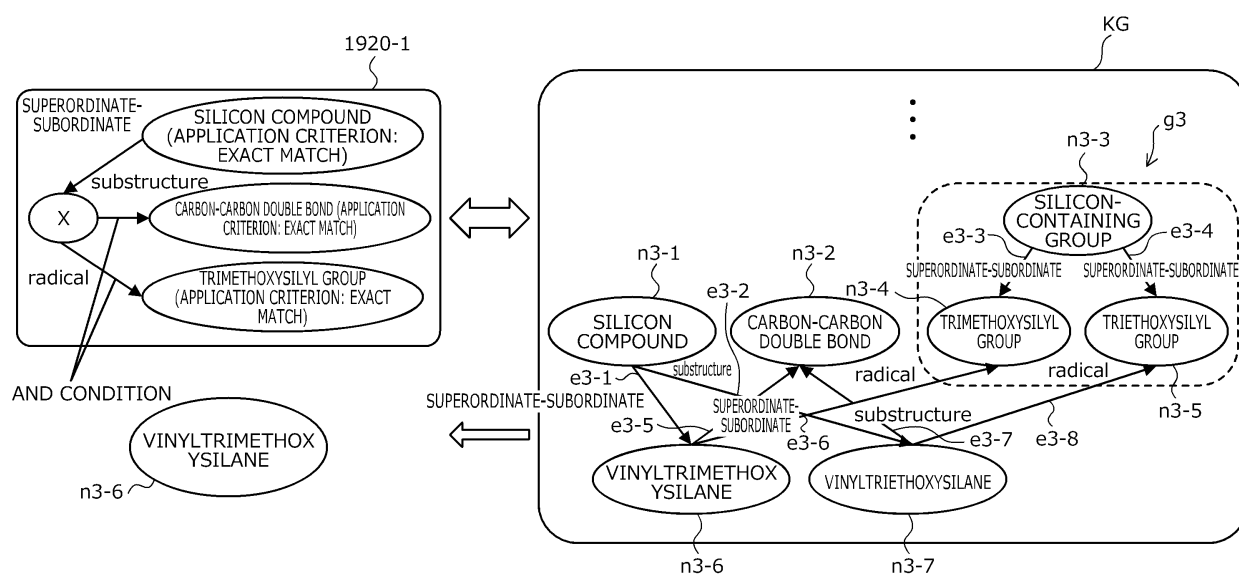 1920-1
SUPERORDINATE-
SUBORDINATE
SILICON COMPOUND
(APPLICATION CRITERION:
EXACT MATCH)
substructure
X
CARBON-CARBON DOUBLE BOND (APPLICATION
CRITERION: EXACT MATCH)
radical
TRIMETHOXYSILYL GROUP
(APPLICATION CRITERION: EXACT
MATCH)
AND CONDITION
VINYLTRIMETHOX
YSILANE
n3-6
KG
g3
n3-3
SILICON-
CONTAINING
GROUP
e3-3
e3-4
SUPERORDINATE-SUBORDINATE
SUPERORDINATE-SUBORDINATE
n3-1
n3-2
e3-2
n3-4
SILICON
COMPOUND
CARBON-CARBON
DOUBLE BOND
TRIMETHOXYSILYL
GROUP
TRIETHOXYSILYL
GROUP
e3-1
substructure
radical
radical
SUPERORDINATE-SUBORDINATE
SUPERORDINATE-
SUBORDINATE
substructure
n3-5
e3-5
e3-6
e3-7
e3-8
VINYLTRIMETHOX
YSILANE
VINYLTRIETHOXYSILANE
n3-6
n3-7